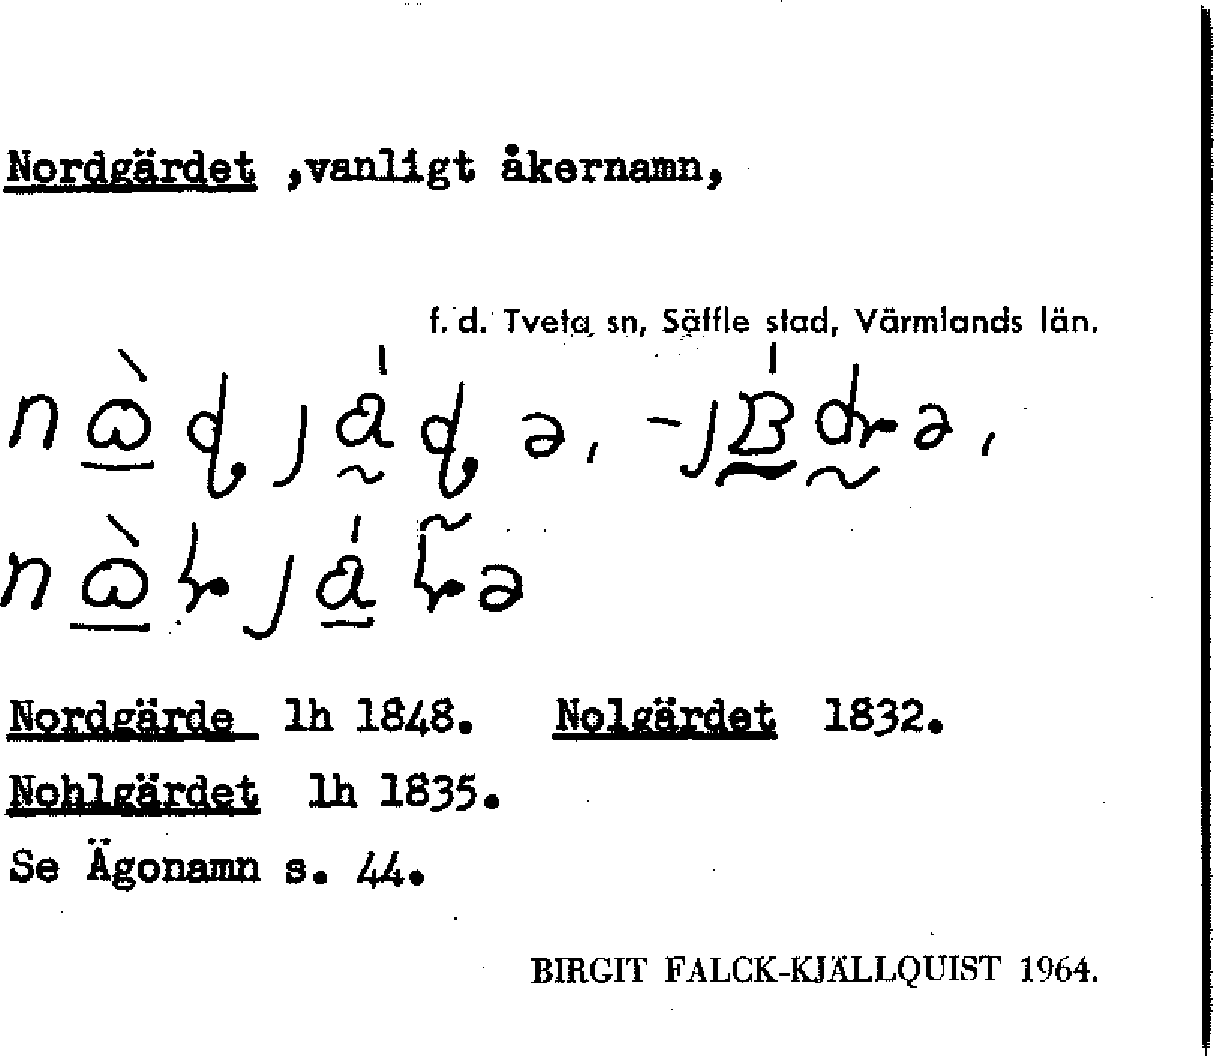 Nordgärdet ,vanligt åkernamn,
f. d. Tveta sn, Säffle stad, Värmlands län.
Nordgärde lh 1848. Nolgärdet 1832.
Nohlgärdet lh 1835.
Se Ägonamn s. 44.
BIRGIT FALCK-KJÄLLQUIST 1964.